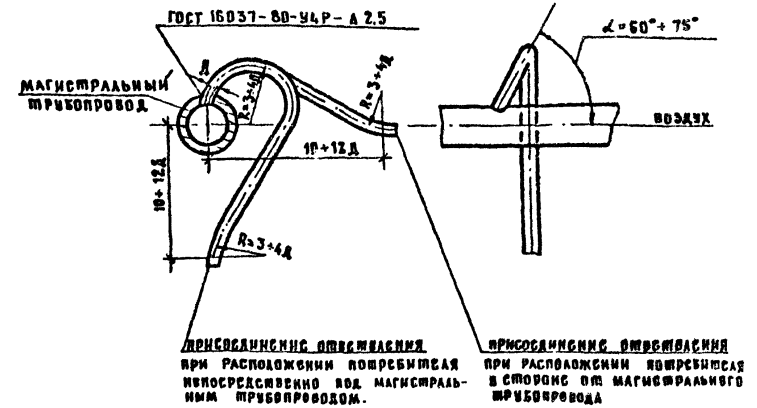 ГОСТ 16037-80-У4Р-Δ 2.5
α=60°÷75°
МАГИСТРАЛЬНЫЙ
ТРУБОПРОВОД
Д
R=3÷4Д
R=3÷4Д
ВОЗДУХ
10÷12Д
10÷12Д
R=3÷4Д
ПРИСОЕДИНЕНИЕ ОТВЕТВЛЕНИЯ
ПРИ РАСПОЛОЖЕНИИ ПОТРЕБИТЕЛЯ
НЕПОСРЕДСТВЕННО ПОД МАГИСТРАЛЬ-
НЫМ ТРУБОПРОВОДОМ.
ПРИСОЕДИНЕНИЕ ОТВЕТВЛЕНИЯ
ПРИ РАСПОЛОЖЕНИИ ПОТРЕБИТЕЛЯ
В СТОРОНЕ ОТ МАГИСТРАЛЬНОГО
ТРУБОПРОВОДА